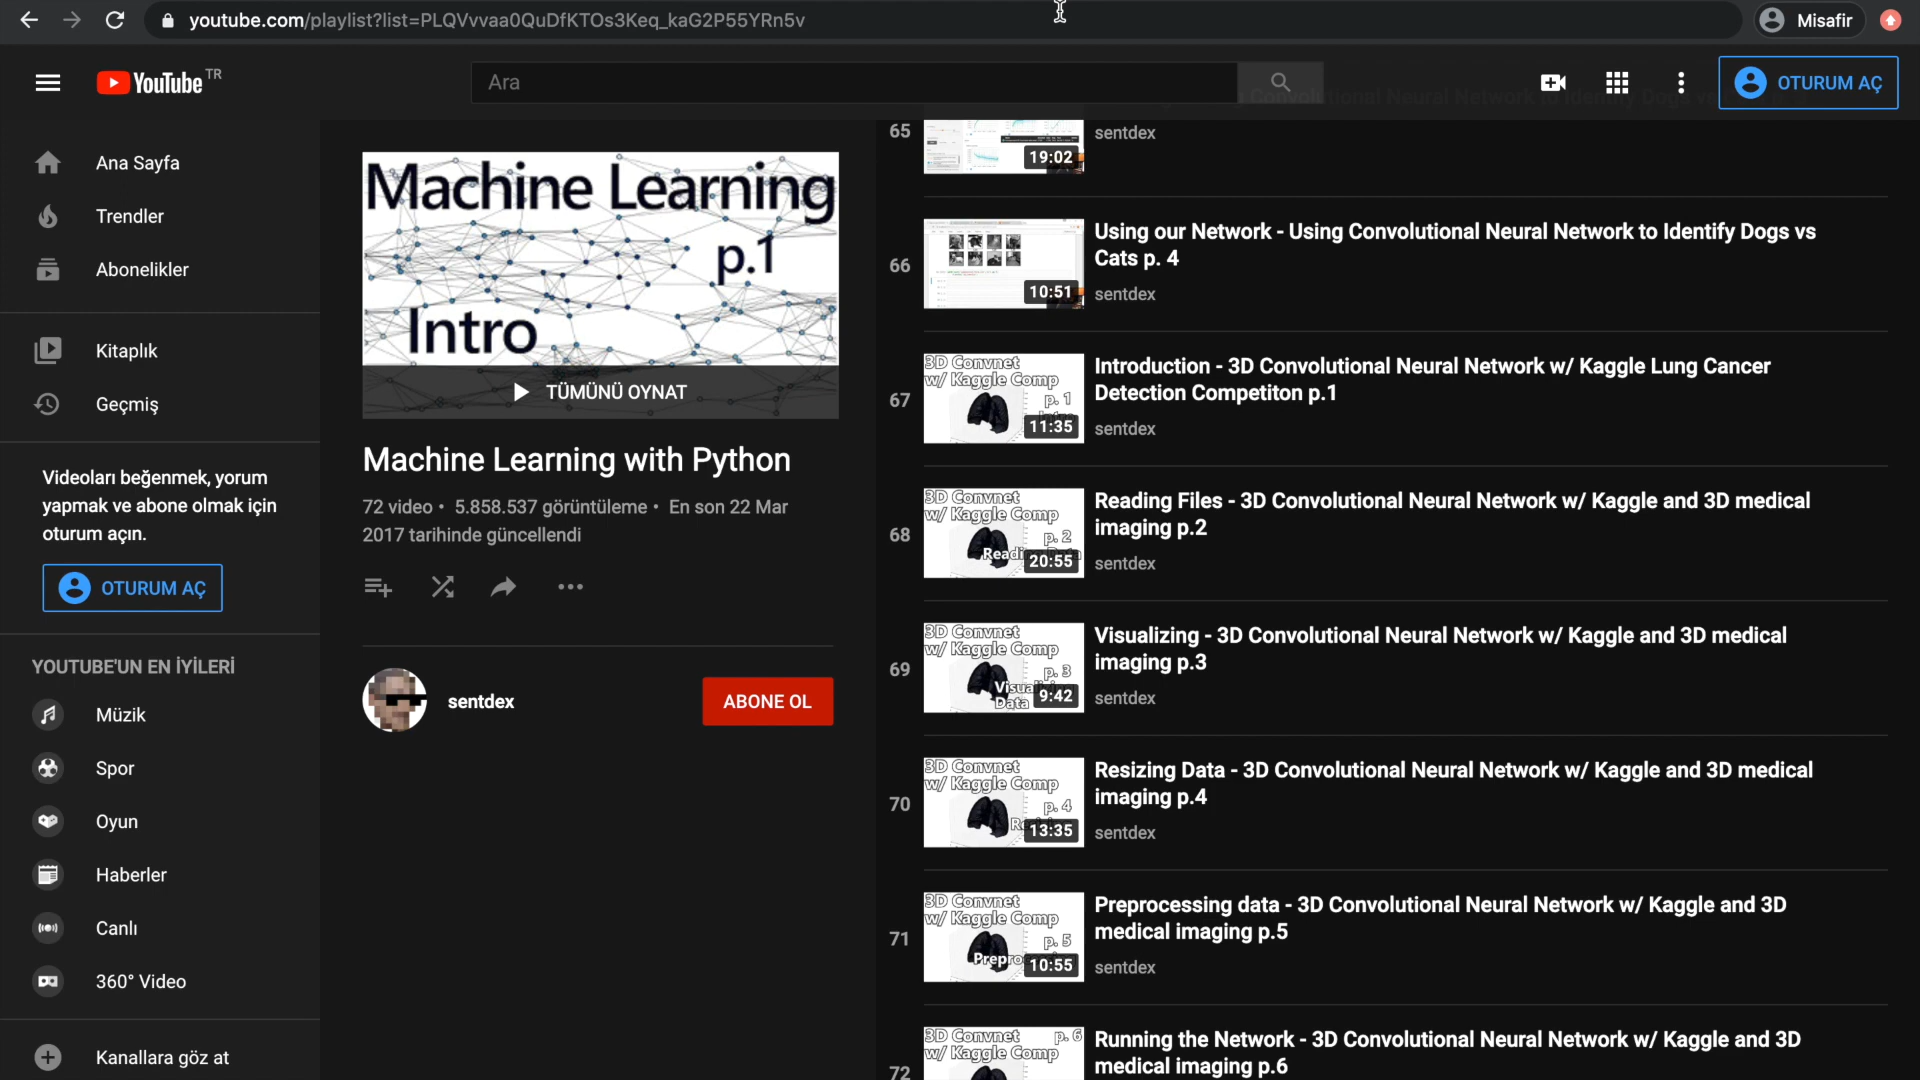 youtube.com/playlist?list=PLQVvvaa0QuDfKTOs3Keq_kaG2P55YRn5v
Misafir
YouTube TR
Ara
OTURUM AÇ
Ana Sayfa
Trendler
Abonelikler
Kitaplık
Geçmiş
Videoları beğenmek, yorum
yapmak ve abone olmak için
oturum açın.
OTURUM AÇ
YOUTUBE'UN EN İYİLERİ
Müzik
Spor
Oyun
Haberler
Canlı
360° Video
Kanallara göz at
Machine Learning
p.1
Intro
TÜMÜNÜ OYNAT
Machine Learning with Python
72 video • 5.858.537 görüntüleme • En son 22 Mar
2017 tarihinde güncellendi
sentdex
ABONE OL
65
19:02
sentdex
66
10:51
Using our Network - Using Convolutional Neural Network to Identify Dogs vs
Cats p. 4
sentdex
67
3D Convnet
w/ Kaggle Comp
p. 1
11:35
Introduction - 3D Convolutional Neural Network w/ Kaggle Lung Cancer
Detection Competiton p.1
sentdex
68
3D Convnet
w/ Kaggle Comp
p. 2
20:55
Reading Files - 3D Convolutional Neural Network w/ Kaggle and 3D medical
imaging p.2
sentdex
69
3D Convnet
w/ Kaggle Comp
p. 3
Data
9:42
Visualizing - 3D Convolutional Neural Network w/ Kaggle and 3D medical
imaging p.3
sentdex
70
3D Convnet
w/ Kaggle Comp
p. 4
13:35
Resizing Data - 3D Convolutional Neural Network w/ Kaggle and 3D medical
imaging p.4
sentdex
71
3D Convnet
w/ Kaggle Comp
p. 5
10:55
Preprocessing data - 3D Convolutional Neural Network w/ Kaggle and 3D
medical imaging p.5
sentdex
72
3D Convnet p. 6
w/ Kaggle Comp
Running the Network - 3D Convolutional Neural Network w/ Kaggle and 3D
medical imaging p.6